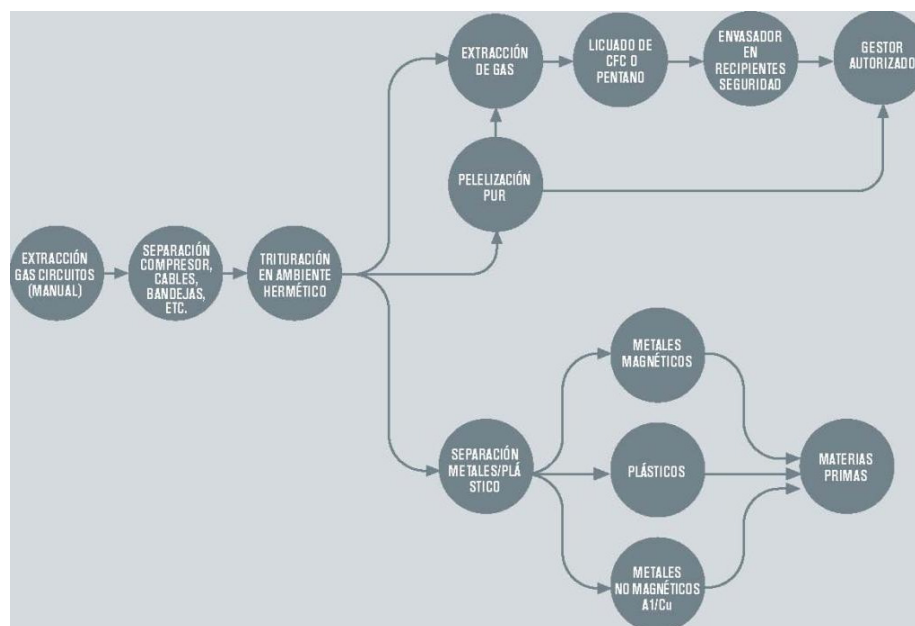 EXTRACCIÓN
DE GAS
LICUADO DE
CFC O
PENTANO
ENVASADOR
EN
RECIPIENTES
SEGURIDAD
GESTOR
AUTORIZADO
PELELIZACIÓN
PUR
EXTRACCIÓN
GAS CIRCUITOS
(MANUAL)
SEPARACIÓN
COMPRESOR,
CABLES,
BANDEJAS,
ETC.
TRITURACIÓN
EN AMBIENTE
HERMÉTICO
METALES
MAGNÉTICOS
SEPARACIÓN
METALES/PLÁ
STICO
PLÁSTICOS
MATERIAS
PRIMAS
METALES
NO MAGNÉTICOS
A1/Cu